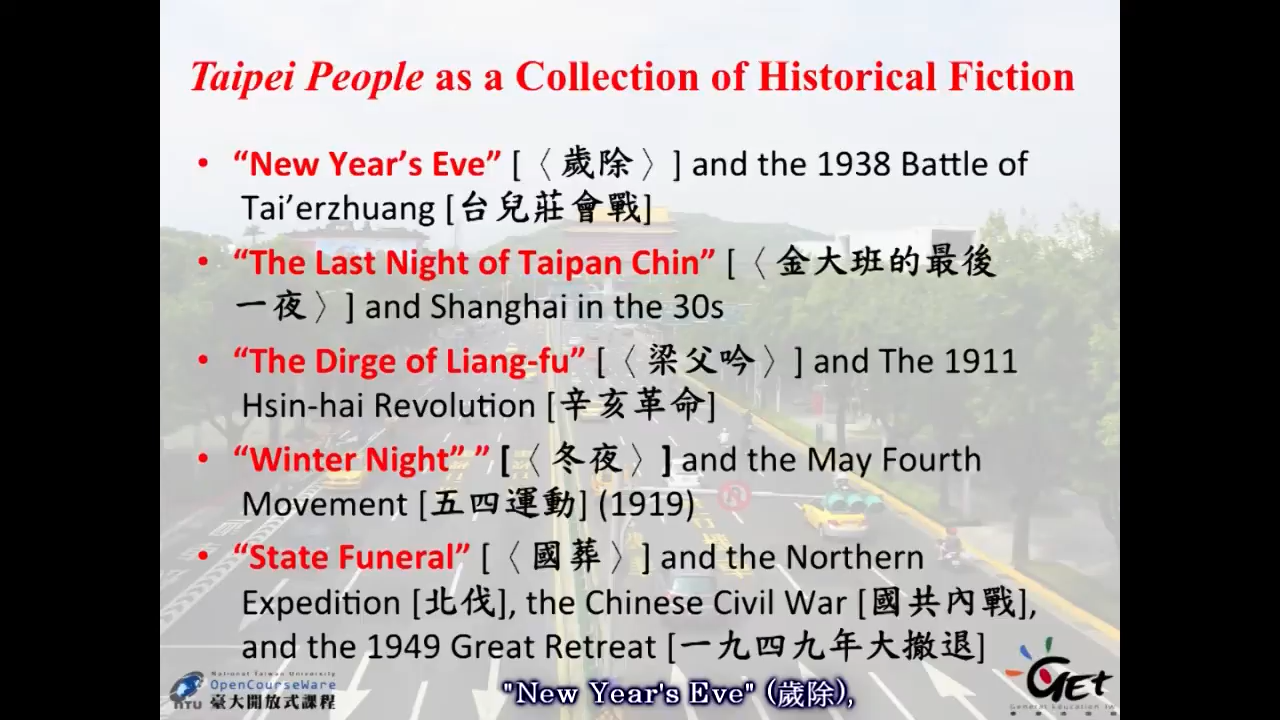 Taipei People as a Collection of Historical Fiction
• “New Year’s Eve” [〈歲除〉] and the 1938 Battle of
Tai’erzhuang [台兒莊會戰]
• “The Last Night of Taipan Chin” [〈金大班的最後
一夜〉] and Shanghai in the 30s
• “The Dirge of Liang-fu” [〈梁父吟〉] and The 1911
Hsin-hai Revolution [辛亥革命]
• “Winter Night” ” [〈冬夜〉] and the May Fourth
Movement [五四運動] (1919)
• “State Funeral” [〈國葬〉] and the Northern
Expedition [北伐], the Chinese Civil War [國共內戰],
and the 1949 Great Retreat [一九四九年大撤退]
National Taiwan University
OpenCourseWare
NTU 臺大開放式課程
GET
General Education
"New Year's Eve" (歲除),